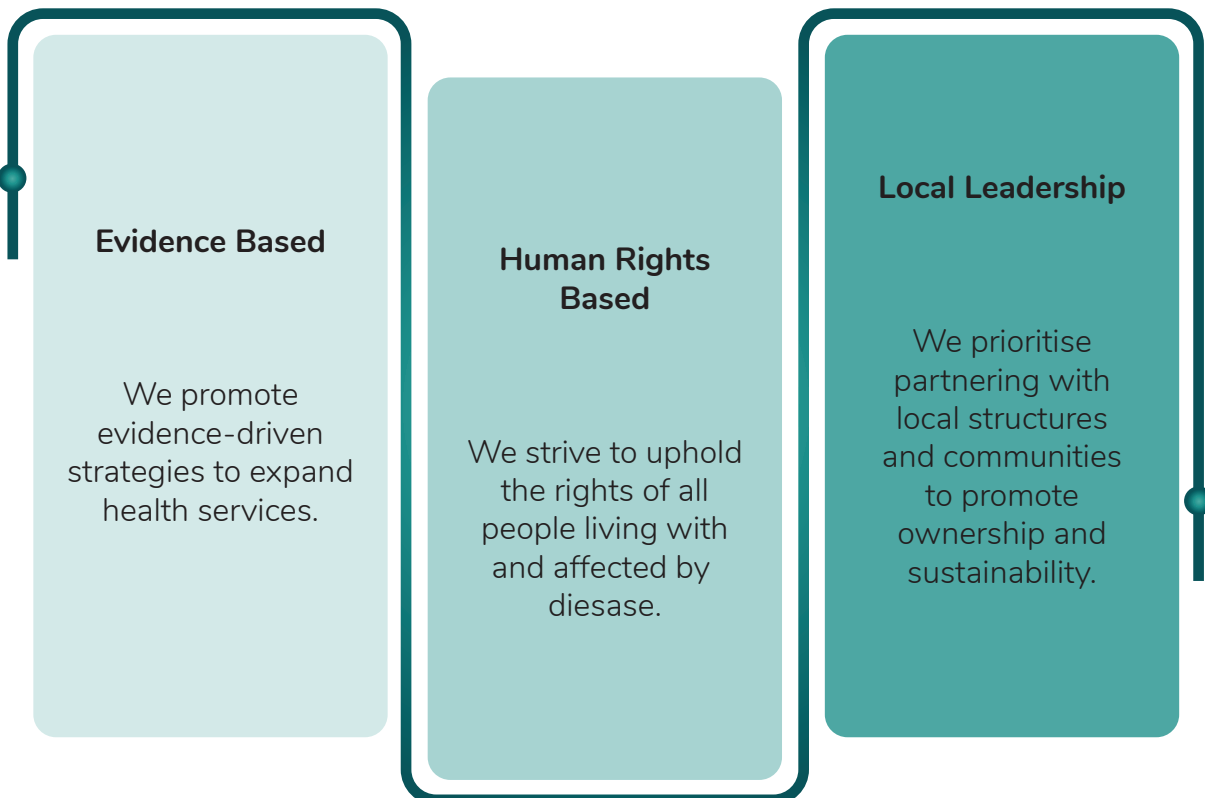 Evidence Based
We promote
evidence-driven
strategies to expand
health services.
Human Rights
Based
We strive to uphold
the rights of all
people living with
and affected by
diesase.
Local Leadership
We prioritise
partnering with
local structures
and communities
to promote
ownership and
sustainability.